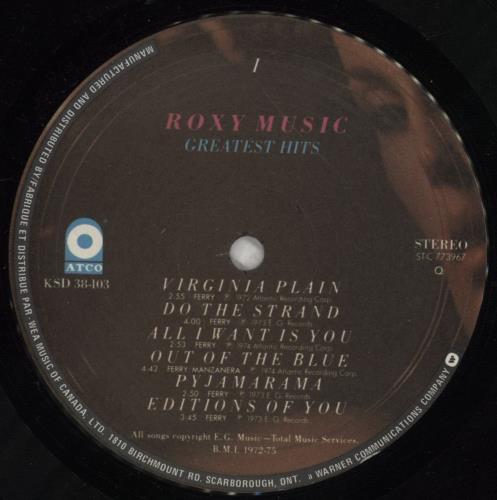 1
ROXY MUSIC
GREATEST HITS
ATCO
KSD 38-103
STEREO
ST-C 773967
Q
VIRGINIA PLAIN
2:55 FERRY ℗ 1972 Atlantic Recording Corp.
DO THE STRAND
4:00 FERRY ℗ 1973 E.G. Records
ALL I WANT IS YOU
2:53 FERRY ℗ 1974 Atlantic Recording Corp.
OUT OF THE BLUE
4:43 FERRY MANZANERA ℗ 1974 Atlantic Recording Corp.
PYJAMARAMA
2:50 FERRY ℗ 1973 E. G. Records
EDITIONS OF YOU
3:45 FERRY ℗ 1973 E.G. Records
All songs copyright E.G. Music—Total Music Services.
B.M.I. 1972-75
MANUFACTURED AND DISTRIBUTED BY/FABRIQUE ET DISTRIBUE PAR · WEA MUSIC OF CANADA, LTD. 1810 BIRCHMOUNT RD. SCARBOROUGH, ONT. a WARNER COMMUNICATIONS COMPANY